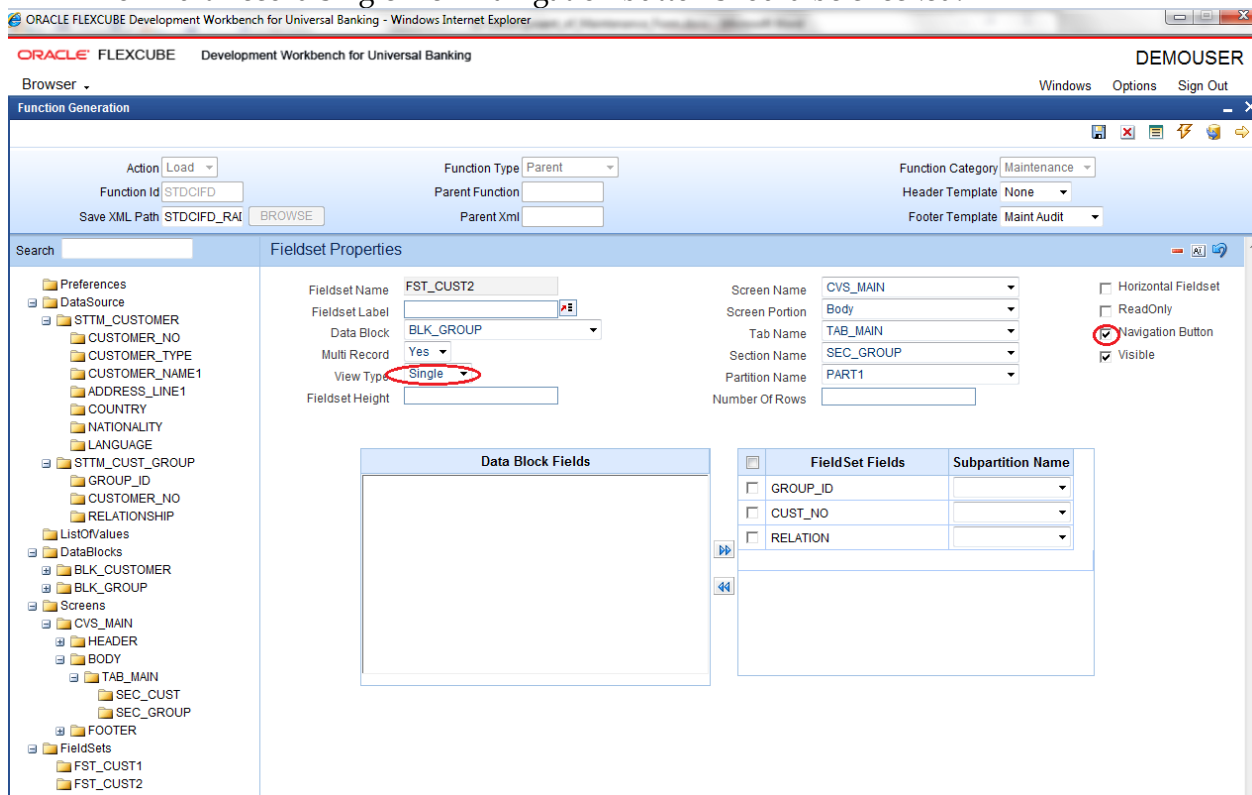 ORACLE FLEXCUBE Development Workbench for Universal Banking - Windows Internet Explorer
ORACLE FLEXCUBE Development Workbench for Universal Banking DEMOUSER
Browser Windows Options Sign Out
Function Generation
Action Load Function Type Parent Function Category Maintenance
Function Id STDCIFD Parent Function Header Template None
Save XML Path STDCIFD_RAD BROWSE Parent Xml Footer Template Maint Audit
Search Fieldset Properties
Preferences
DataSource
STTM_CUSTOMER
CUSTOMER_NO
CUSTOMER_TYPE
CUSTOMER_NAME1
ADDRESS_LINE1
COUNTRY
NATIONALITY
LANGUAGE
STTM_CUST_GROUP
GROUP_ID
CUSTOMER_NO
RELATIONSHIP
ListOfValues
DataBlocks
BLK_CUSTOMER
BLK_GROUP
Screens
CVS_MAIN
HEADER
BODY
TAB_MAIN
SEC_CUST
SEC_GROUP
FOOTER
FieldSets
FST_CUST1
FST_CUST2
Fieldset Name FST_CUST2 Screen Name CVS_MAIN Horizontal Fieldset
Fieldset Label Screen Portion Body ReadOnly
Data Block BLK_GROUP Tab Name TAB_MAIN Navigation Button
Multi Record Yes Section Name SEC_GROUP Visible
View Type Single Partition Name PART1
Fieldset Height Number Of Rows
Data Block Fields FieldSet Fields Subpartition Name
GROUP_ID
CUST_NO
RELATION